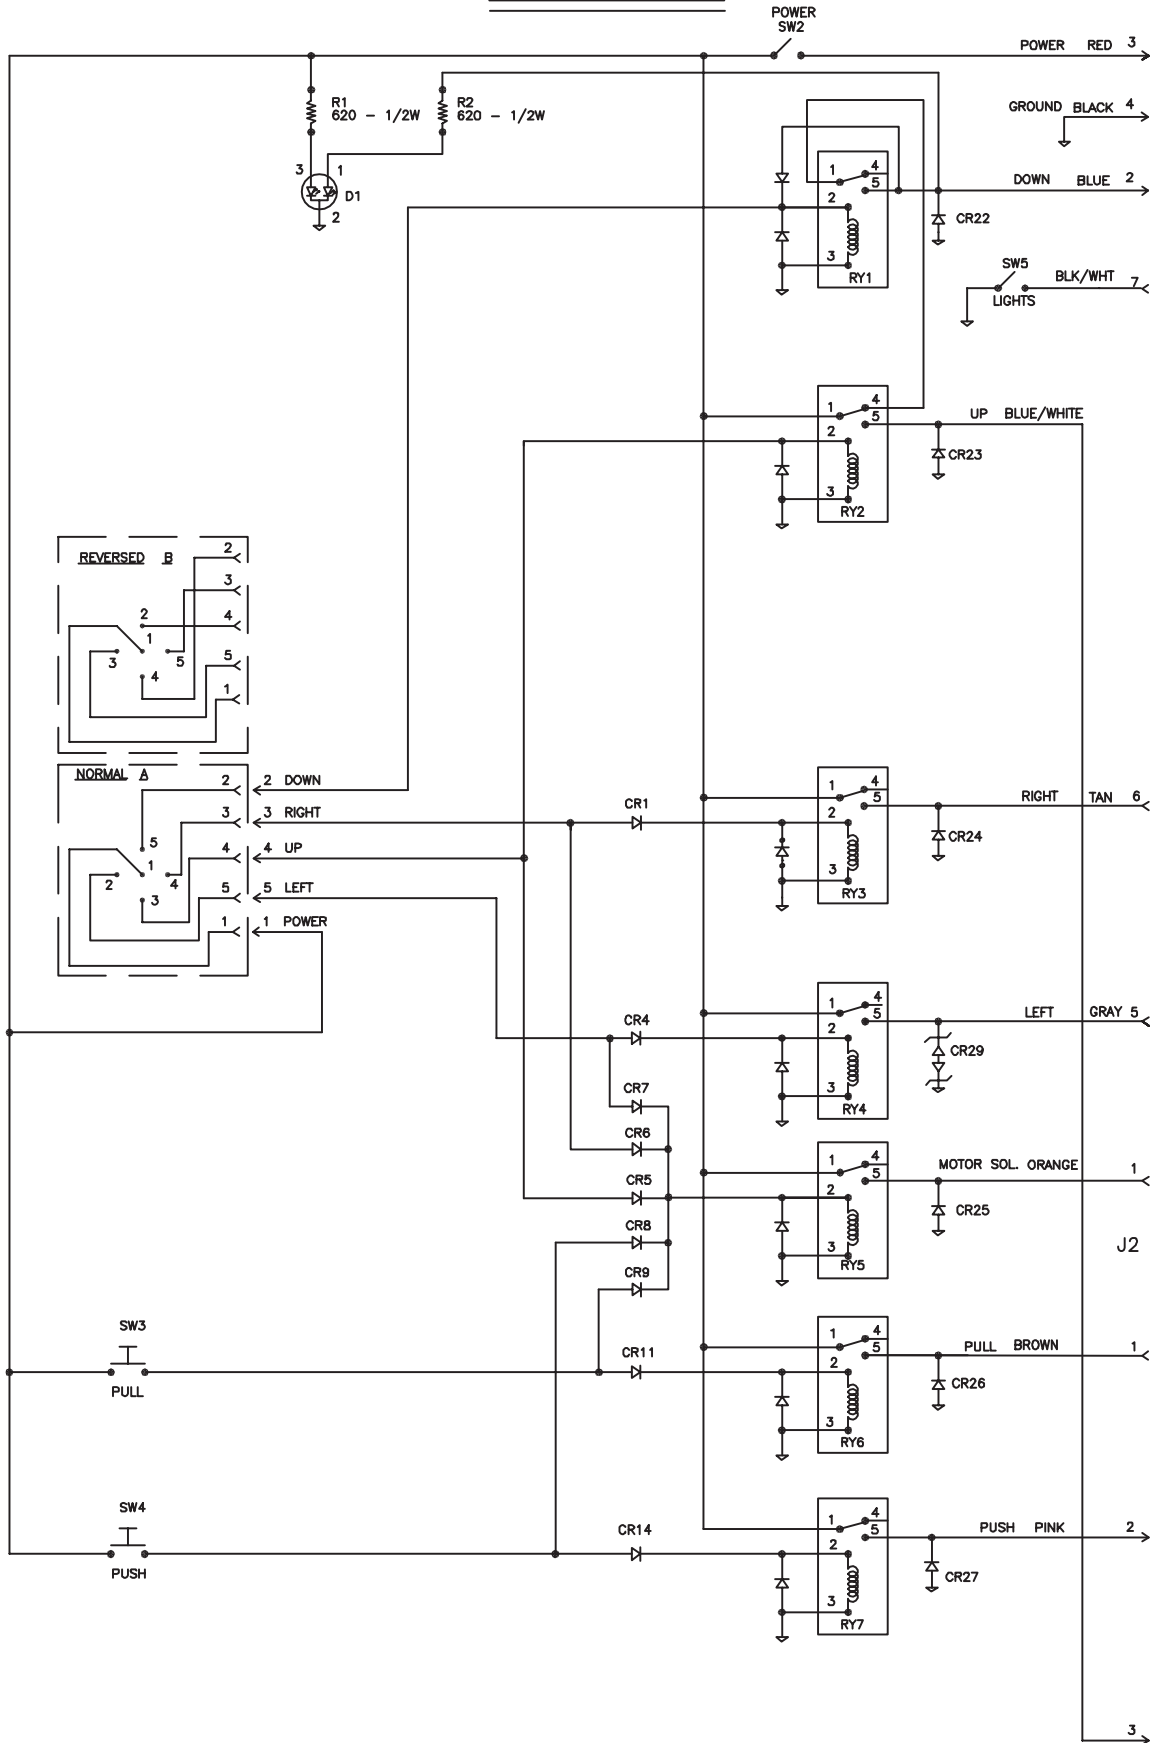 POWER
SW2
POWER RED 3
R1
620 - 1/2W
R2
620 - 1/2W
GROUND BLACK 4
3 1
D1
2
1 4
5
2
3
RY1
DOWN BLUE 2
CR22
SW5
LIGHTS
BLK/WHT 7
1 4
5
2
3
RY2
UP BLUE/WHITE
CR23
REVERSED B
2
3
4
5
1
2
1
3 5
4
NORMAL A
2 2 DOWN
3 3 RIGHT
4 4 UP
5 5 LEFT
1 1 POWER
5
1
2 4
3
CR1
1 4
5
2
3
RY3
RIGHT TAN 6
CR24
CR4
1 4
5
2
3
RY4
LEFT GRAY 5
CR29
CR7
CR6
CR5
CR8
CR9
1 4
5
2
3
RY5
MOTOR SOL. ORANGE 1
CR25
J2
SW3
PULL
CR11
1 4
5
2
3
RY6
PULL BROWN 1
CR26
SW4
PUSH
CR14
1 4
5
2
3
RY7
PUSH PINK 2
CR27
3